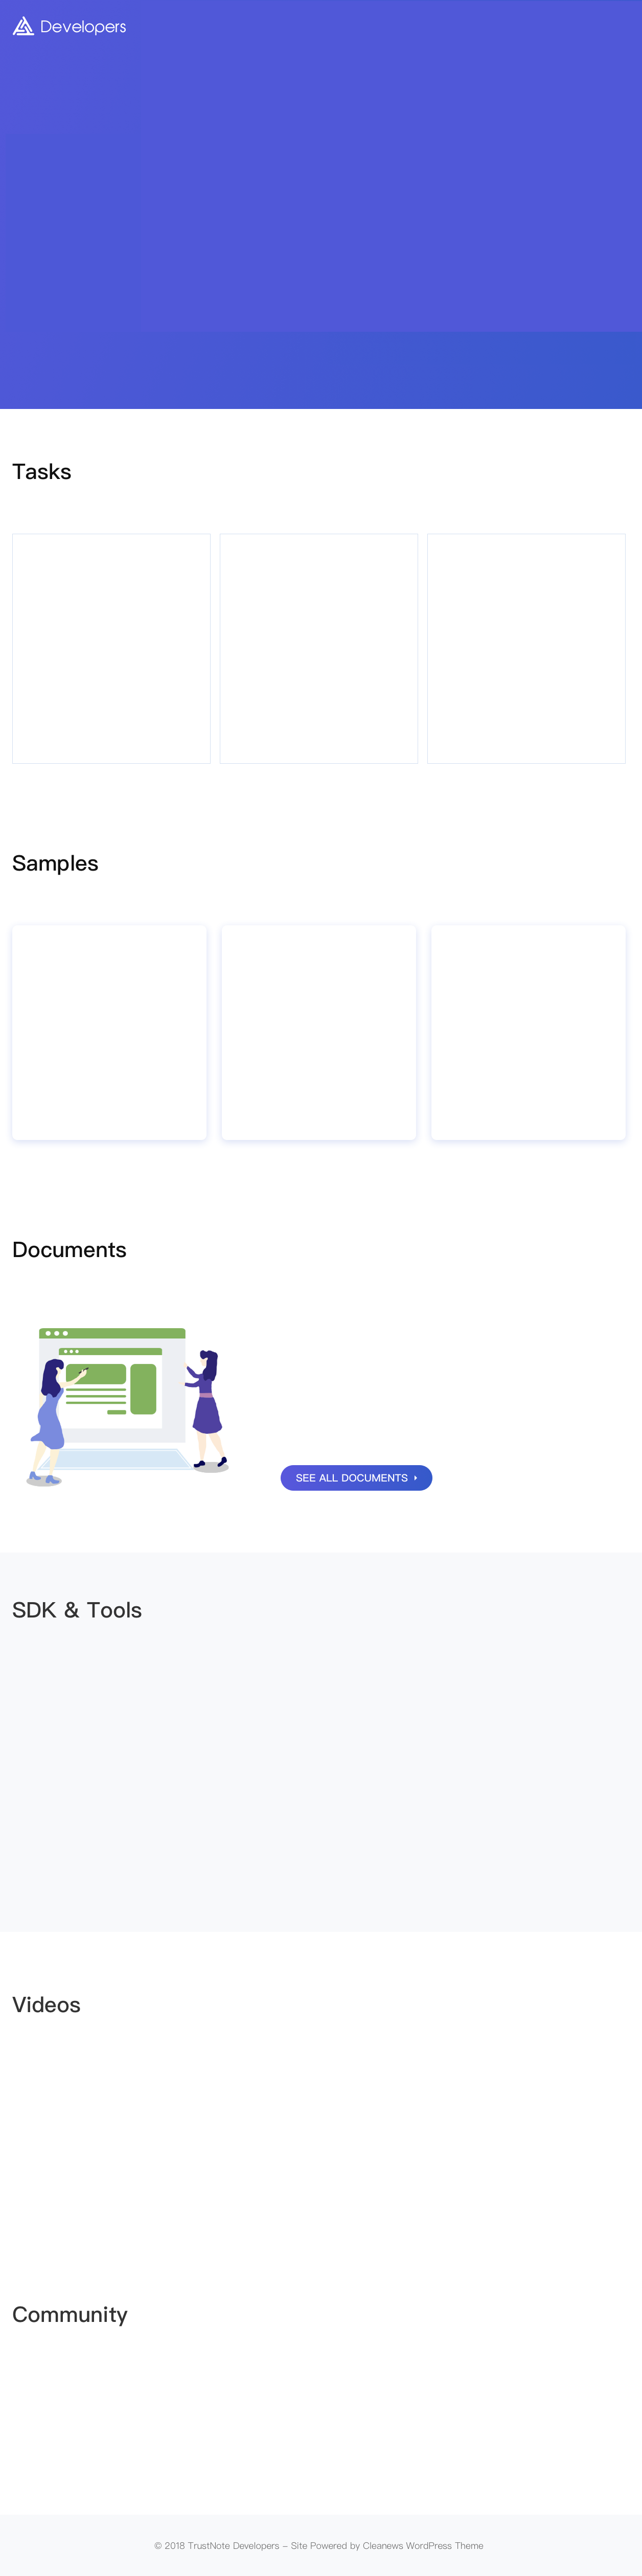 Developers
Tasks
Samples
Documents
SEE ALL DOCUMENTS
SDK & Tools
Videos
Community
© 2018 TrustNote Developers – Site Powered by Cleanews WordPress Theme